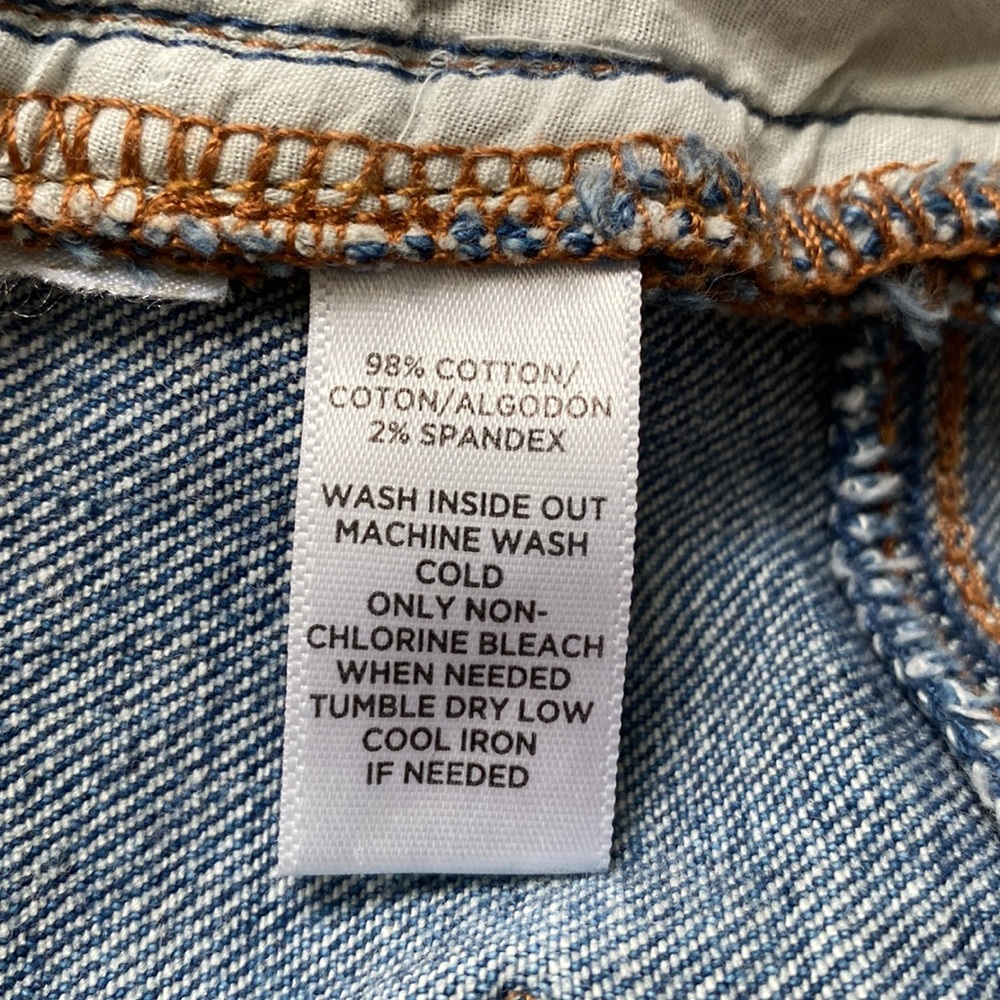 98% COTTON/
COTON/ALGODÓN
2% SPANDEX
WASH INSIDE OUT
MACHINE WASH
COLD
ONLY NON-
CHLORINE BLEACH
WHEN NEEDED
TUMBLE DRY LOW
COOL IRON
IF NEEDED